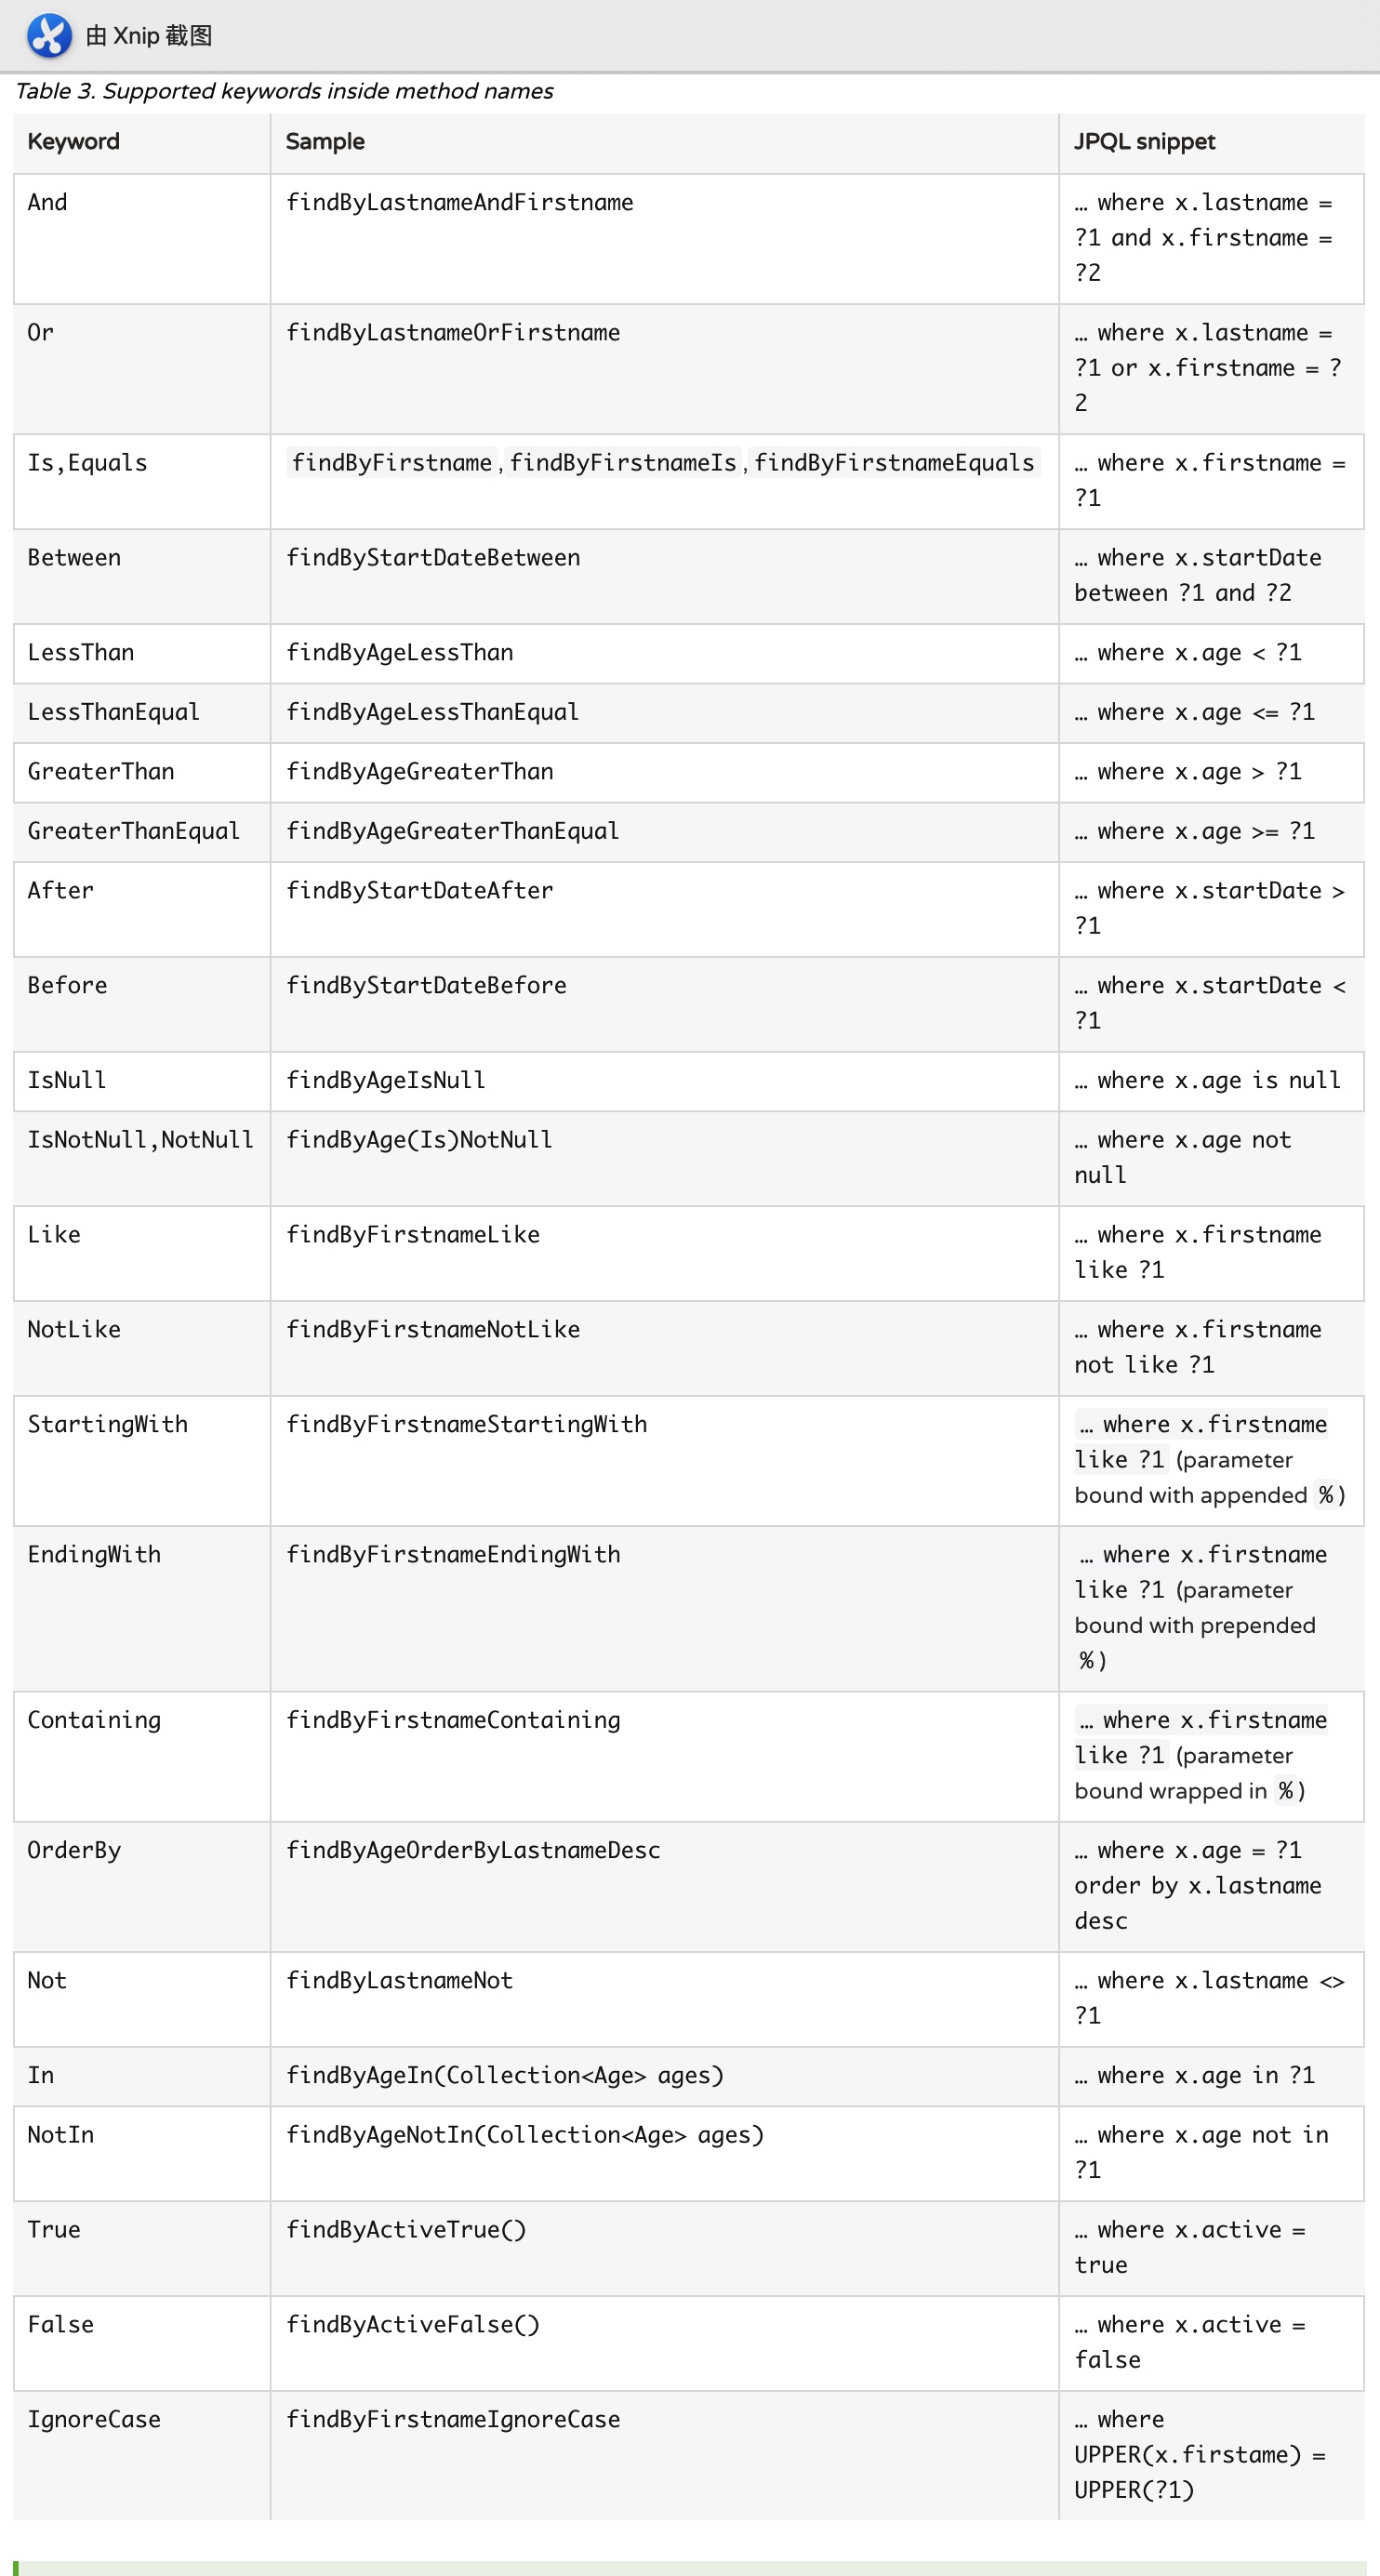 由 Xnip 截图
Table 3. Supported keywords inside method names
Keyword Sample JPQL snippet
And findByLastnameAndFirstname … where x.lastname =
?1 and x.firstname =
?2
Or findByLastnameOrFirstname … where x.lastname =
?1 or x.firstname = ?
2
Is,Equals findByFirstname,findByFirstnameIs,findByFirstnameEquals … where x.firstname =
?1
Between findByStartDateBetween … where x.startDate
between ?1 and ?2
LessThan findByAgeLessThan … where x.age < ?1
LessThanEqual findByAgeLessThanEqual … where x.age <= ?1
GreaterThan findByAgeGreaterThan … where x.age > ?1
GreaterThanEqual findByAgeGreaterThanEqual … where x.age >= ?1
After findByStartDateAfter … where x.startDate >
?1
Before findByStartDateBefore … where x.startDate <
?1
IsNull findByAgeIsNull … where x.age is null
IsNotNull,NotNull findByAge(Is)NotNull … where x.age not
null
Like findByFirstnameLike … where x.firstname
like ?1
NotLike findByFirstnameNotLike … where x.firstname
not like ?1
StartingWith findByFirstnameStartingWith … where x.firstname
like ?1 (parameter
bound with appended %)
EndingWith findByFirstnameEndingWith … where x.firstname
like ?1 (parameter
bound with prepended
%)
Containing findByFirstnameContaining … where x.firstname
like ?1 (parameter
bound wrapped in %)
OrderBy findByAgeOrderByLastnameDesc … where x.age = ?1
order by x.lastname
desc
Not findByLastnameNot … where x.lastname <>
?1
In findByAgeIn(Collection<Age> ages) … where x.age in ?1
NotIn findByAgeNotIn(Collection<Age> ages) … where x.age not in
?1
True findByActiveTrue() … where x.active =
true
False findByActiveFalse() … where x.active =
false
IgnoreCase findByFirstnameIgnoreCase … where
UPPER(x.firstame) =
UPPER(?1)